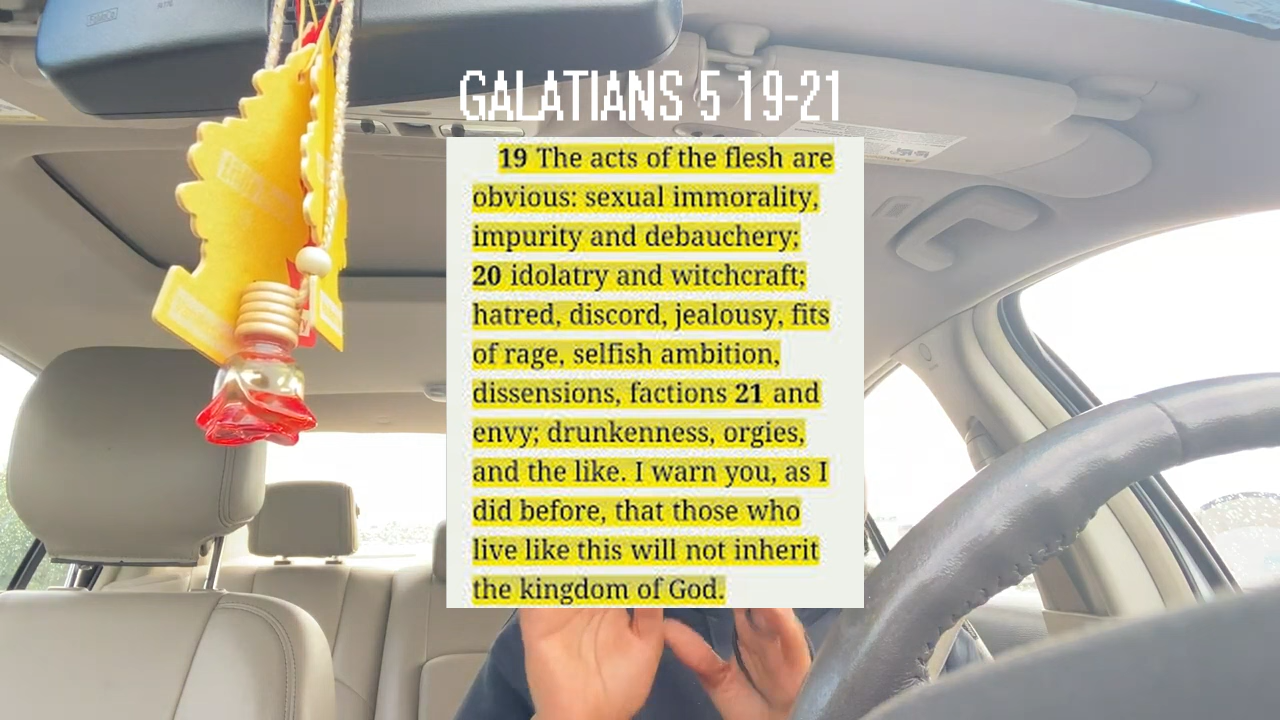 GALATIANS 5 19-21
19 The acts of the flesh are
obvious: sexual immorality,
impurity and debauchery;
20 idolatry and witchcraft;
hatred, discord, jealousy, fits
of rage, selfish ambition,
dissensions, factions 21 and
envy; drunkenness, orgies,
and the like. I warn you, as I
did before, that those who
live like this will not inherit
the kingdom of God.